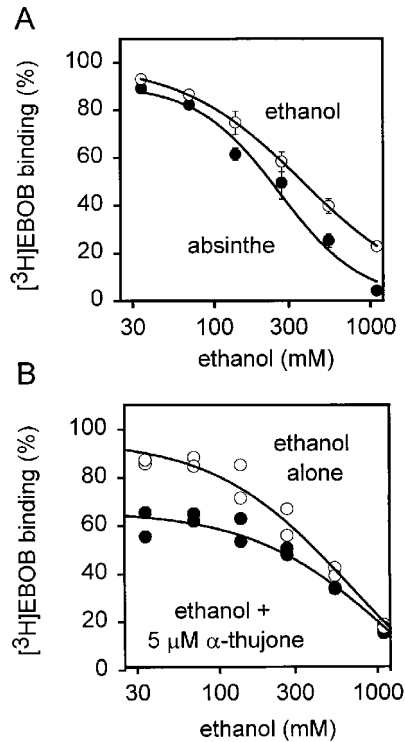 A
[³H]EBOB binding (%)
100
80
60
40
20
0
ethanol
absinthe
30 100 300 1000
ethanol (mM)
B
[³H]EBOB binding (%)
100
80
60
40
20
0
ethanol
alone
ethanol +
5 μM α-thujone
30 100 300 1000
ethanol (mM)